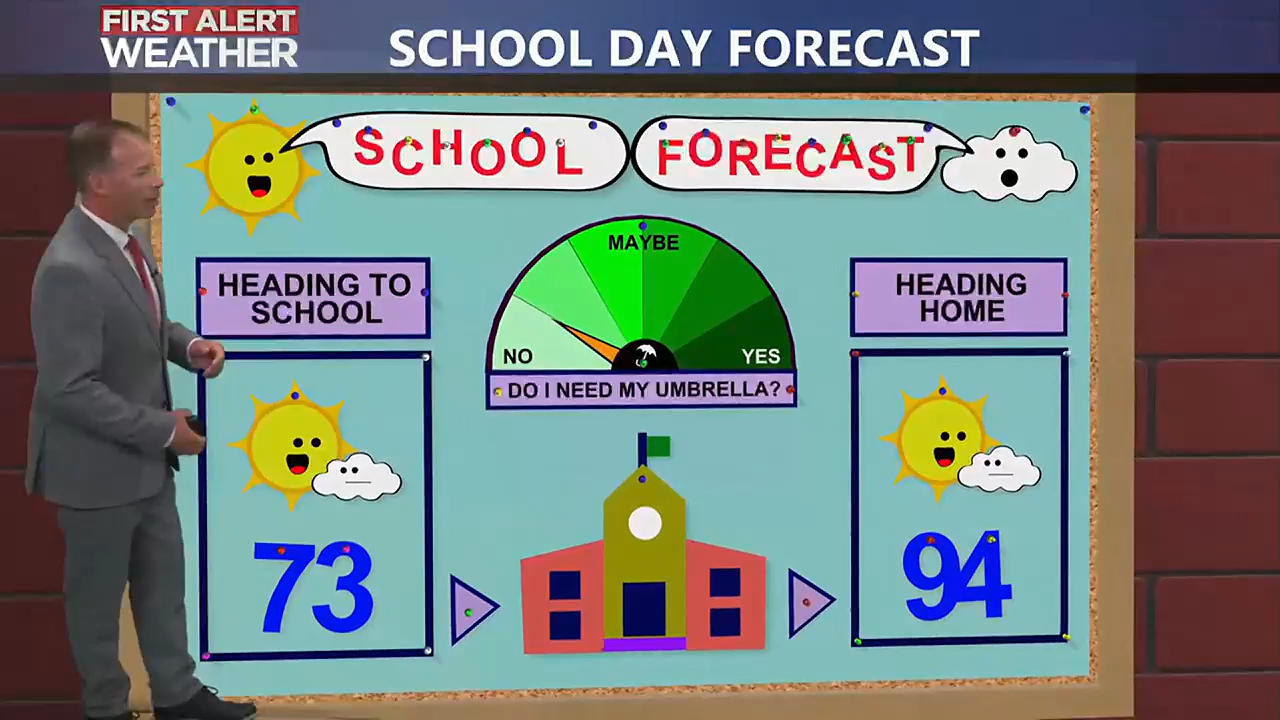 FIRST ALERT
WEATHER
SCHOOL DAY FORECAST
SCHOOL FORECAST
HEADING TO
SCHOOL
MAYBE
NO
YES
DO I NEED MY UMBRELLA?
HEADING
HOME
73
94